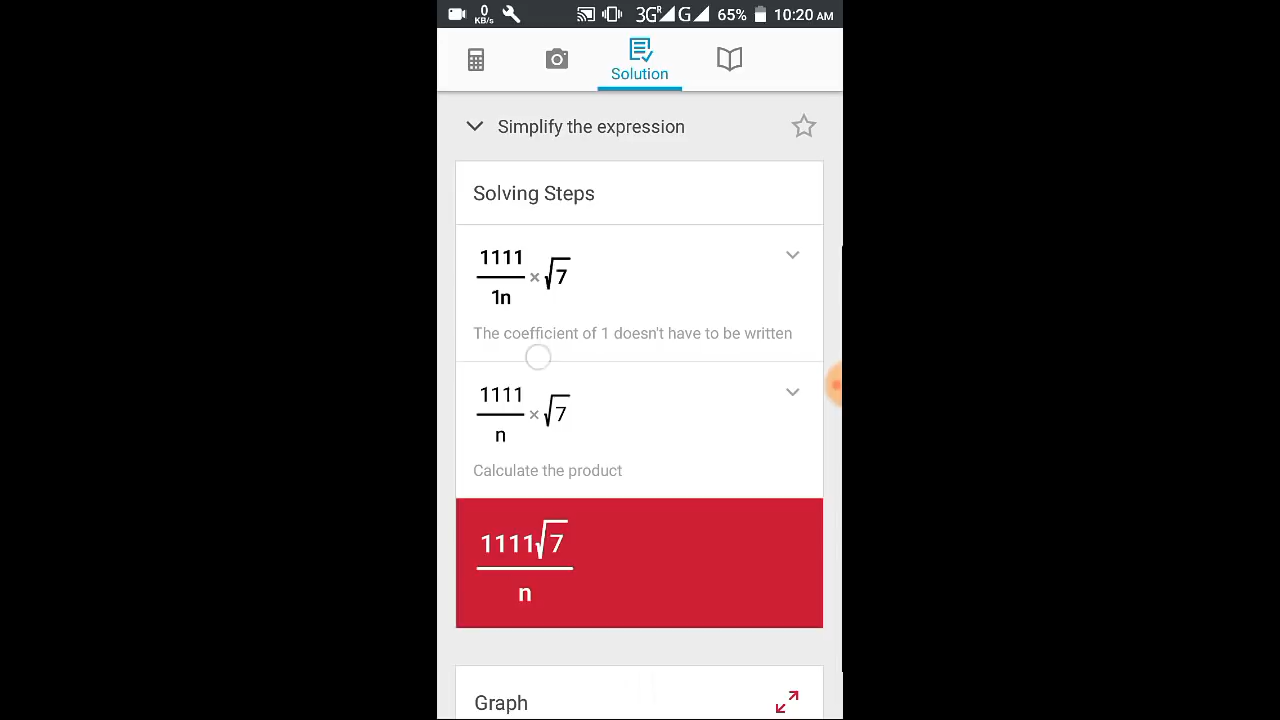 0 KB/s 3G R G 65% 10:20 AM
Solution
Simplify the expression
Solving Steps
1111
1n
× √7
The coefficient of 1 doesn't have to be written
1111
n
× √7
Calculate the product
1111√7
n
Graph